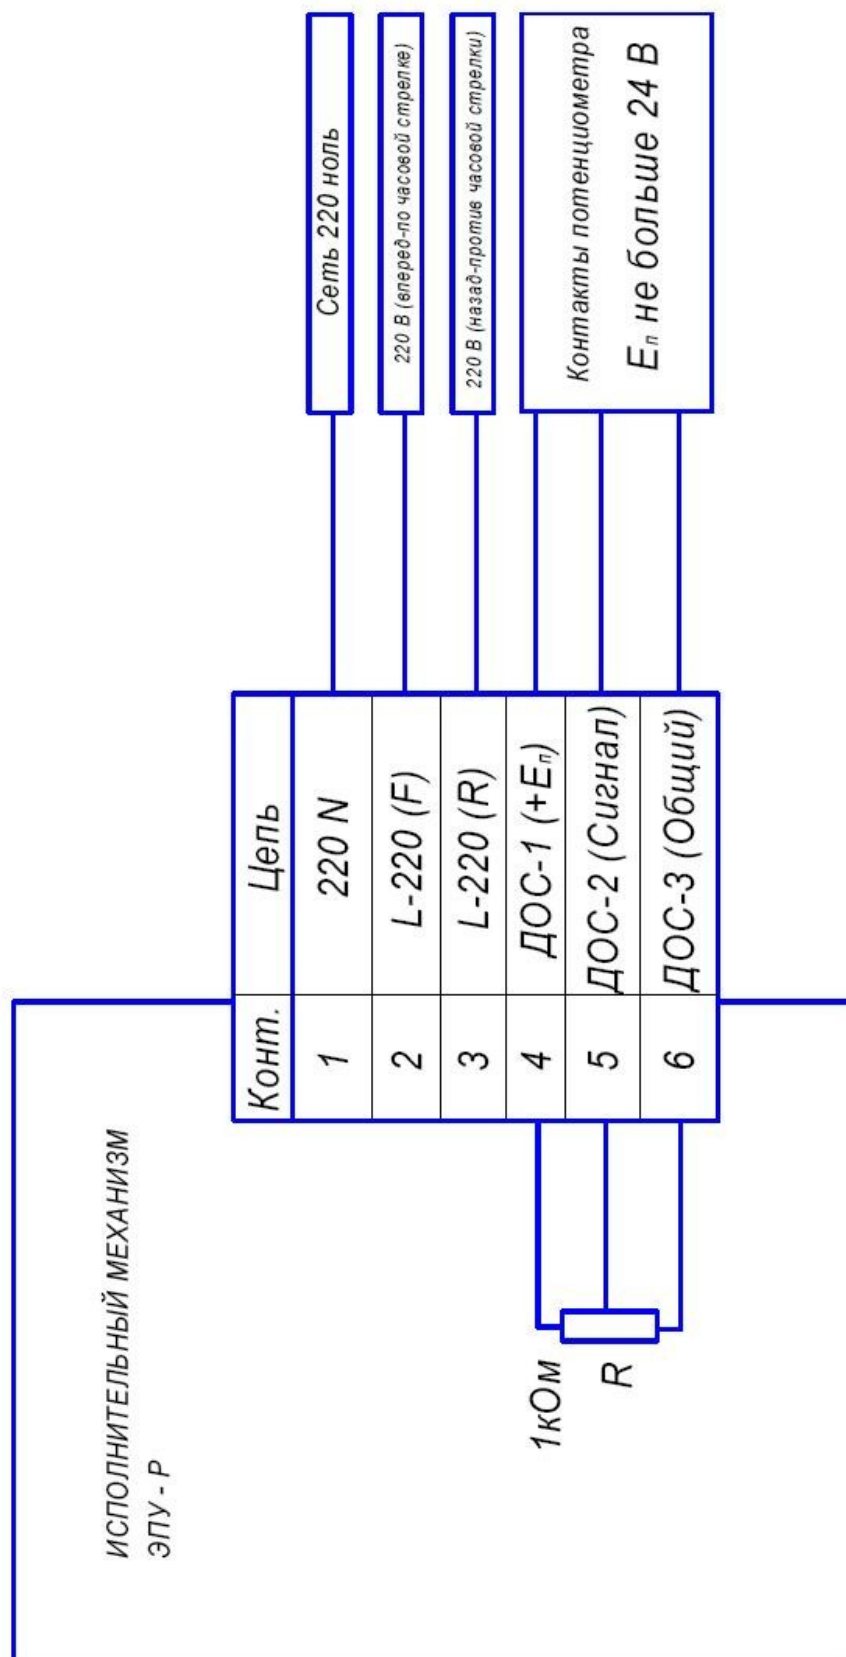 ИСПОЛНИТЕЛЬНЫЙ МЕХАНИЗМ
ЭПУ - Р
Конт. Цепь
1 220 N
2 L-220 (F)
3 L-220 (R)
4 ДОС-1 (+Eп)
5 ДОС-2 (Сигнал)
6 ДОС-3 (Общий)
Сеть 220 ноль
220 В (вперед-по часовой стрелке)
220 В (назад-против часовой стрелки)
Контакты потенциометра
Eп не больше 24 В
1кОм
R